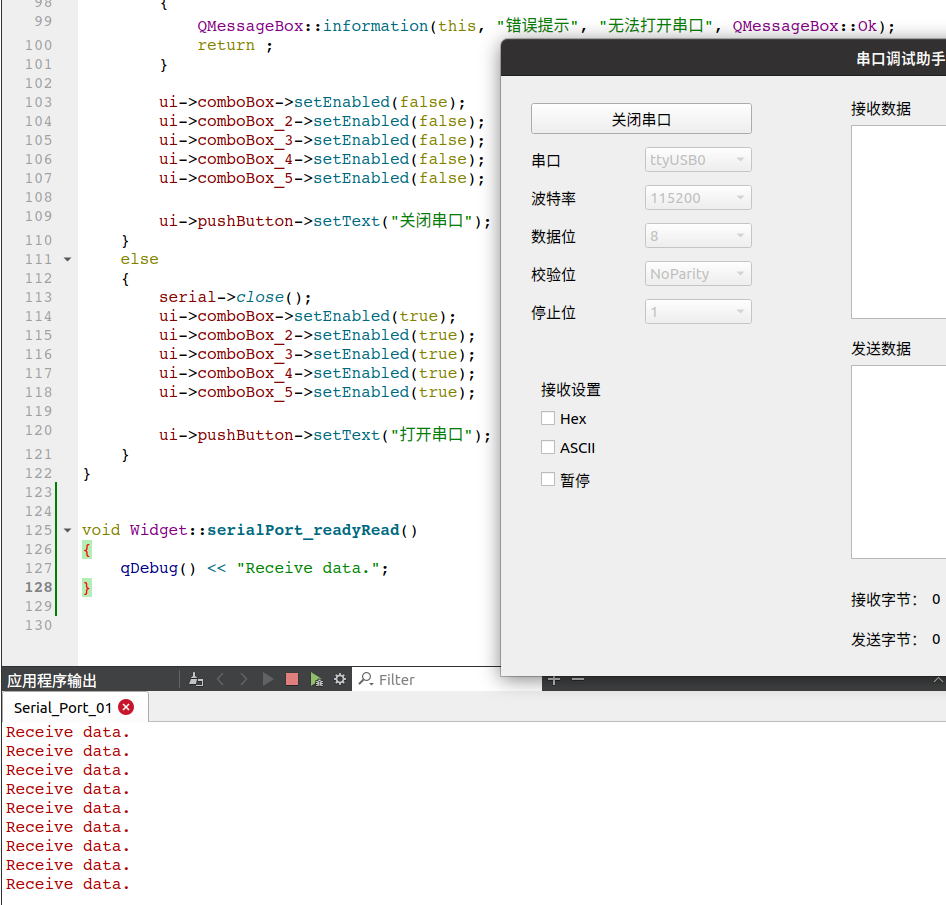 98 {
99 QMessageBox::information(this, "错误提示", "无法打开串口", QMessageBox::Ok);
100 return ;
101 }
102
103 ui->comboBox->setEnabled(false);
104 ui->comboBox_2->setEnabled(false);
105 ui->comboBox_3->setEnabled(false);
106 ui->comboBox_4->setEnabled(false);
107 ui->comboBox_5->setEnabled(false);
108
109 ui->pushButton->setText("关闭串口");
110 }
111 else
112 {
113 serial->close();
114 ui->comboBox->setEnabled(true);
115 ui->comboBox_2->setEnabled(true);
116 ui->comboBox_3->setEnabled(true);
117 ui->comboBox_4->setEnabled(true);
118 ui->comboBox_5->setEnabled(true);
119
120 ui->pushButton->setText("打开串口");
121 }
122 }
123
124
125 void Widget::serialPort_readyRead()
126 {
127 qDebug() << "Receive data.";
128 }
129
130
串口调试助手
关闭串口
串口 ttyUSB0
波特率 115200
数据位 8
校验位 NoParity
停止位 1
接收设置
Hex
ASCII
暂停
接收数据
发送数据
接收字节: 0
发送字节: 0
应用程序输出 Filter
Serial_Port_01
Receive data.
Receive data.
Receive data.
Receive data.
Receive data.
Receive data.
Receive data.
Receive data.
Receive data.